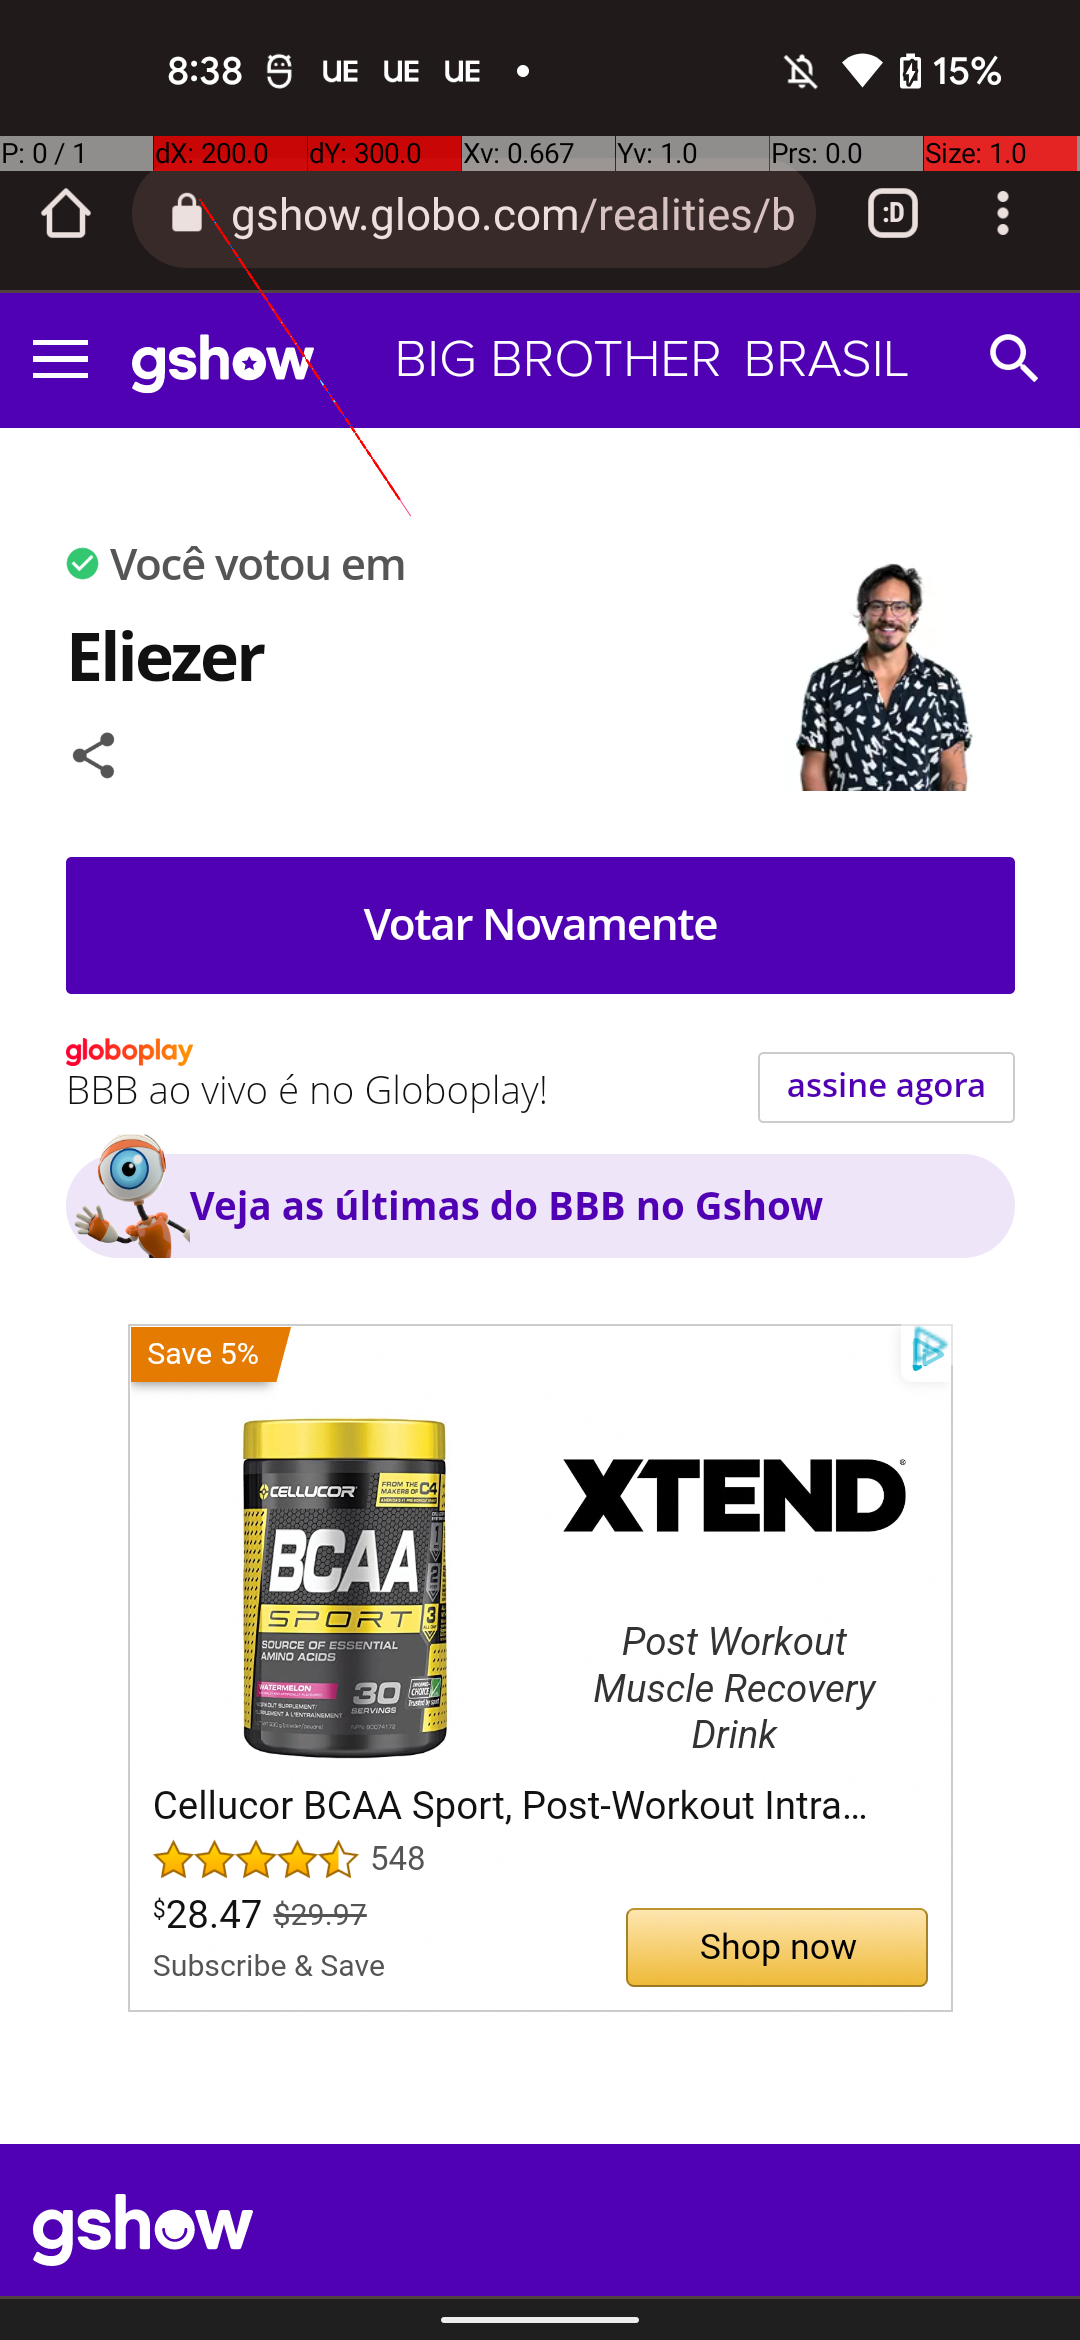 8:38 UE UE UE 15%
P: 0 / 1 dX: 200.0 dY: 300.0 Xv: 0.667 Yv: 1.0 Prs: 0.0 Size: 1.0
gshow.globo.com/realities/b :D
gshow BIG BROTHER BRASIL
Você votou em
Eliezer
Votar Novamente
globoplay
BBB ao vivo é no Globoplay!
assine agora
Veja as últimas do BBB no Gshow
Save 5%
CELLUCOR
FROM THE MAKERS OF C4
BCAA
SPORT
SOURCE OF ESSENTIAL
AMINO ACIDS
WATERMELON
30
SERVINGS
XTEND
Post Workout
Muscle Recovery
Drink
Cellucor BCAA Sport, Post-Workout Intra...
548
$28.47 $29.97
Subscribe & Save
Shop now
gshow